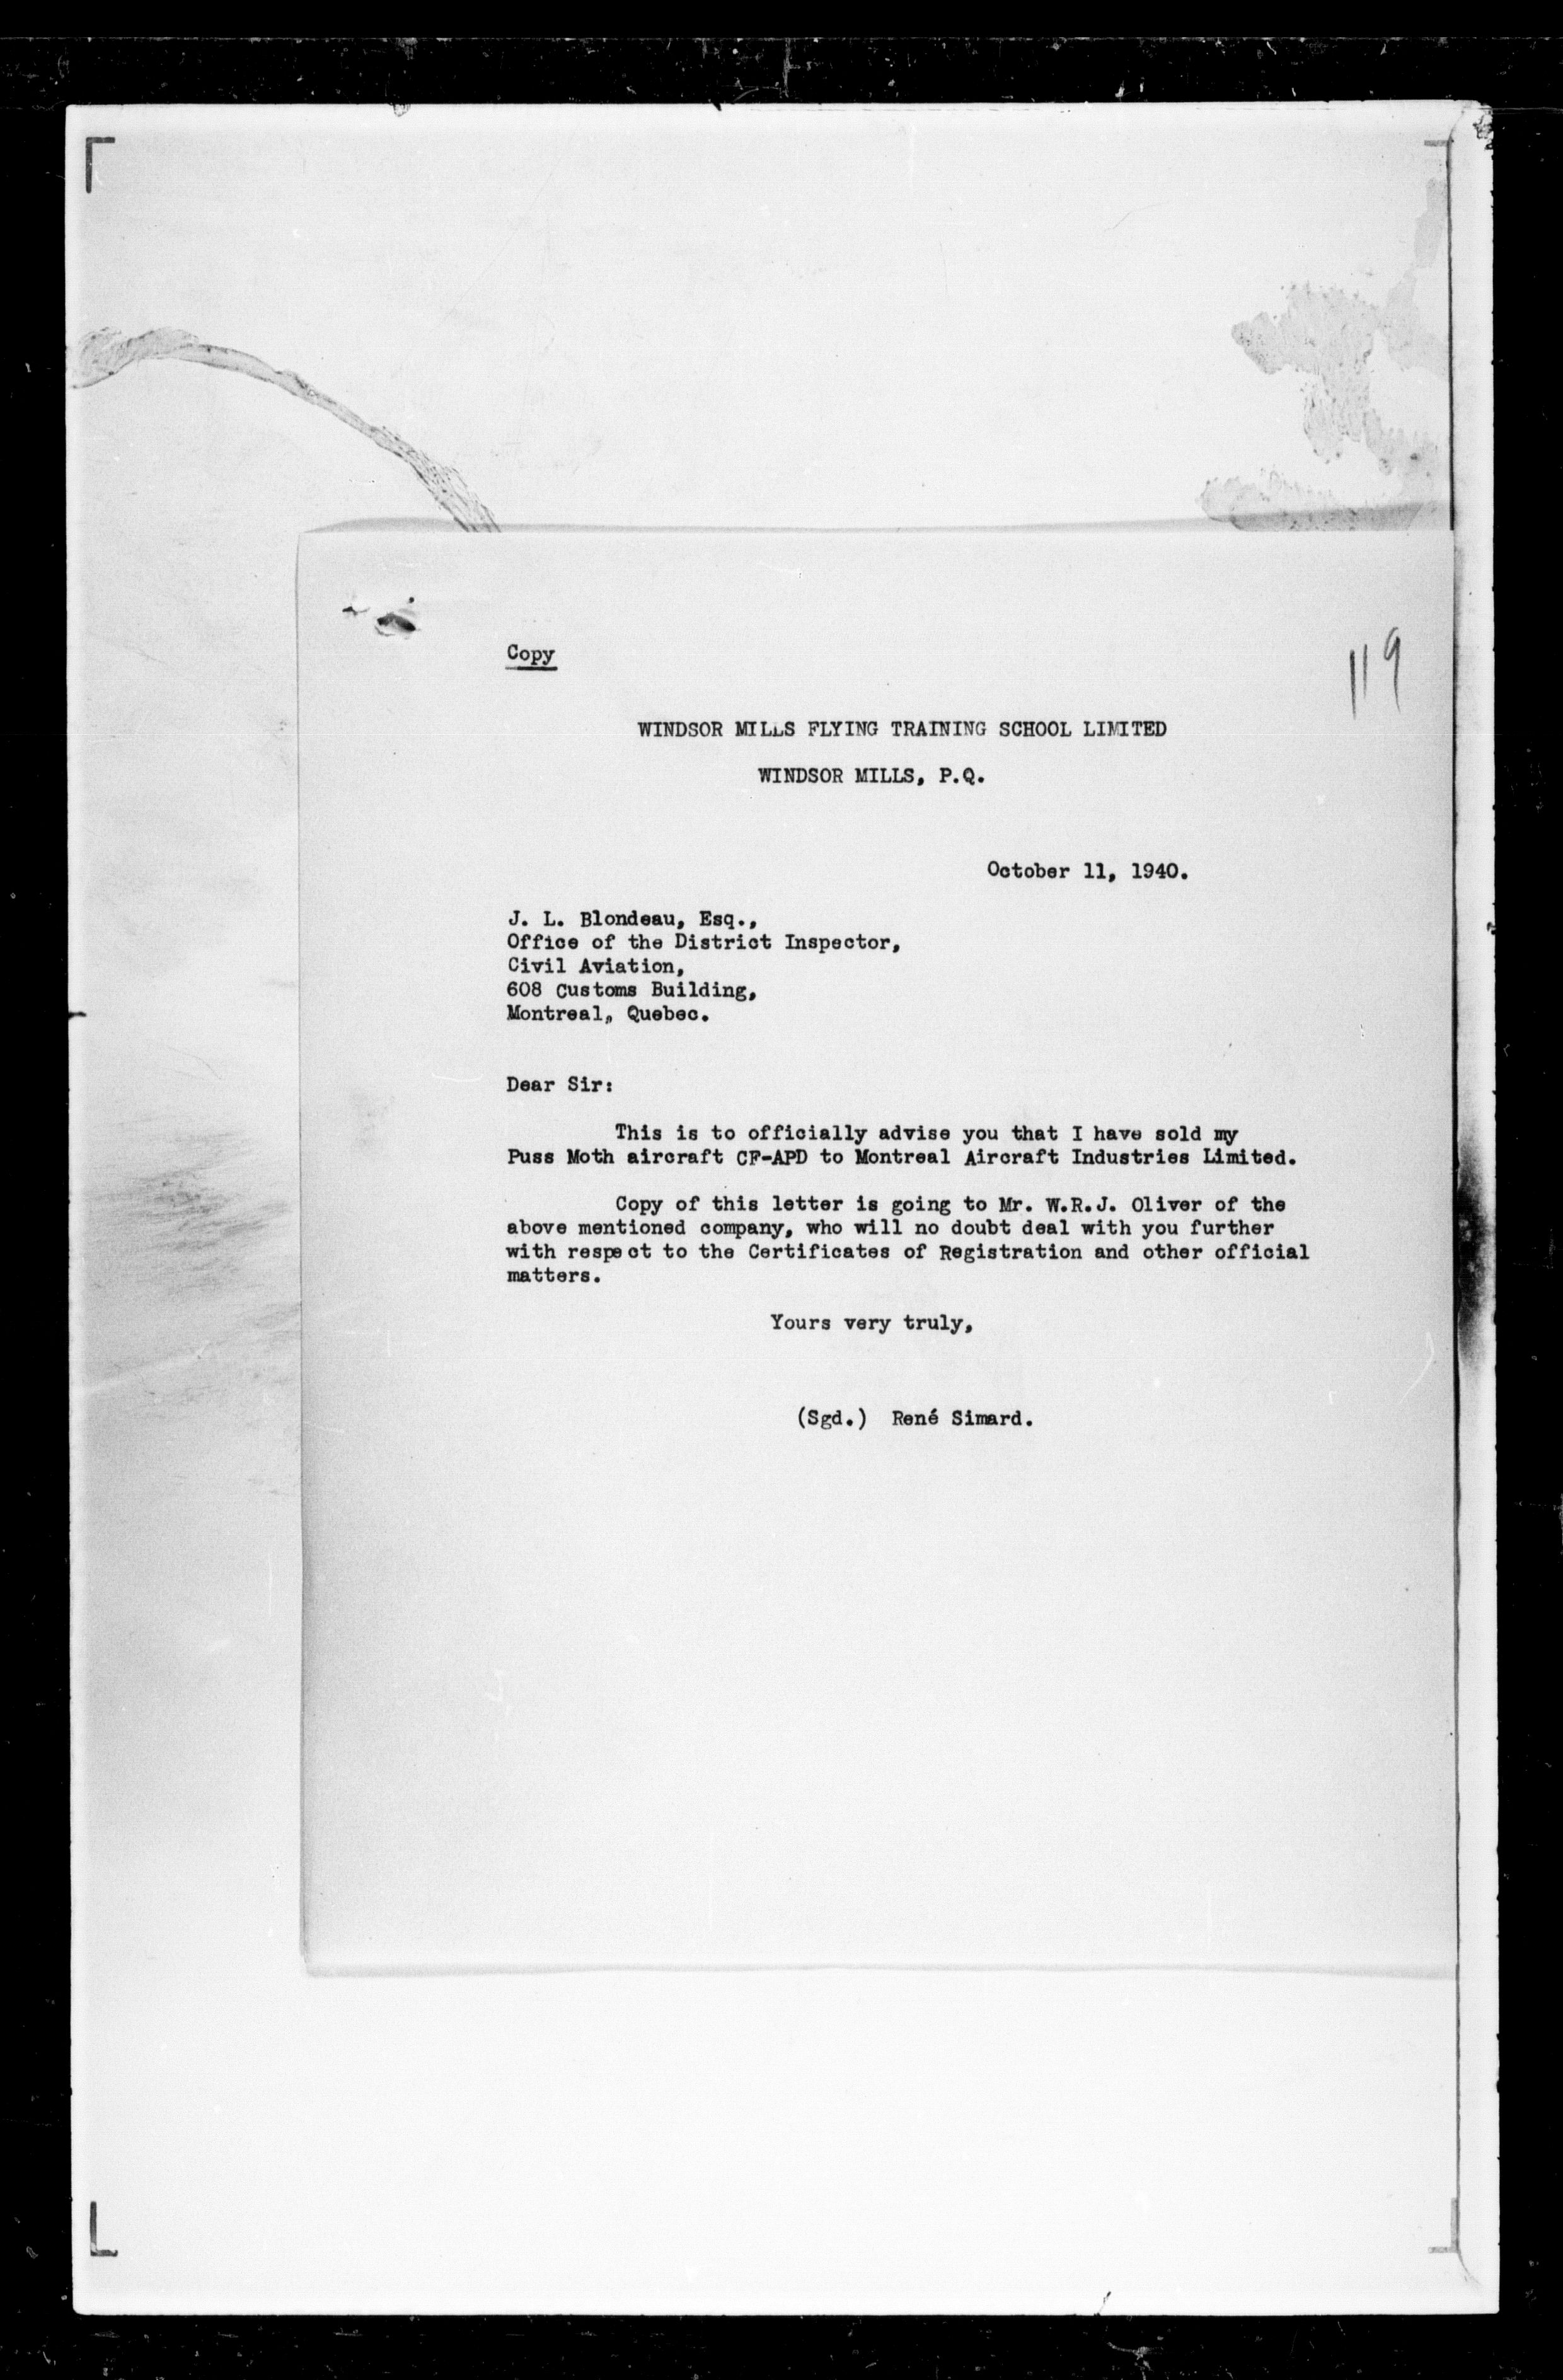 Copy
119
WINDSOR MILLS FLYING TRAINING SCHOOL LIMITED
WINDSOR MILLS, P.Q.
October 11, 1940.
J. L. Blondeau, Esq.,
Office of the District Inspector,
Civil Aviation,
608 Customs Building,
Montreal, Quebec.
Dear Sir:
This is to officially advise you that I have sold my
Puss Moth aircraft CF-APD to Montreal Aircraft Industries Limited.
Copy of this letter is going to Mr. W.R.J. Oliver of the
above mentioned company, who will no doubt deal with you further
with respect to the Certificates of Registration and other official
matters.
Yours very truly,
(Sgd.) René Simard.